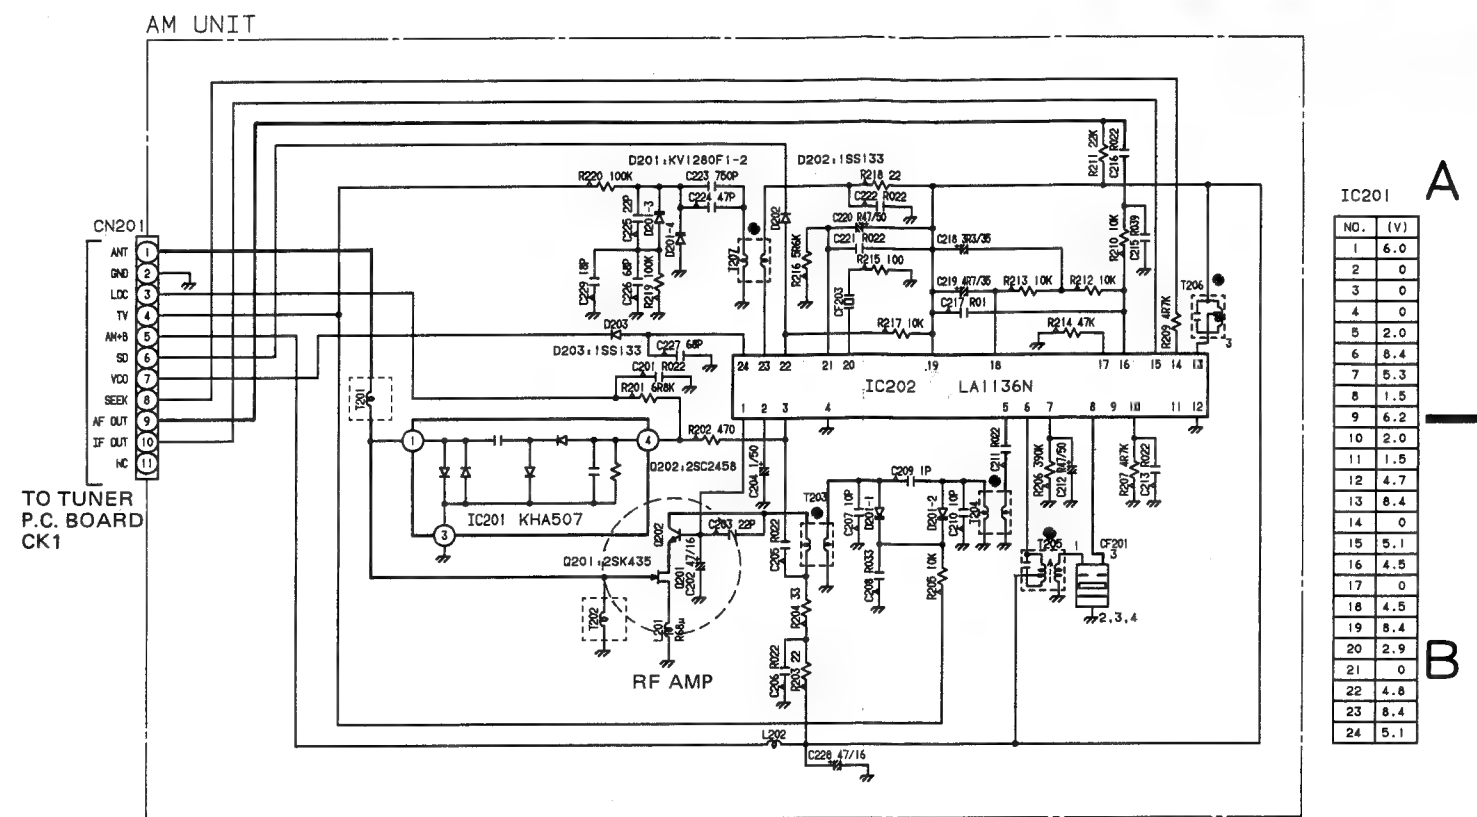 AM UNIT
A
B
CN201
ANT 1
GND 2
LOC 3
TV 4
AM+B 5
SD 6
VCO 7
SEEK 8
AF OUT 9
IF OUT 10
NC 11
TO TUNER
P.C. BOARD
CK1
D201:KV1280F1-2
D202:1SS133
R220 100K
C223 750P
C224 47P
C225 22P
D201-3
D201-4
C229 18P
C226 68P
R219 100K
T207
D202
R218 22
C222 R022
C220 R47/50
C221 R022
R215 100
R216 5R6K
CF203
C218 3R3/35
C219 4R7/35
R213 10K
R212 10K
C217 R01
R217 10K
R214 47K
R211 22K
C216 R022
R210 10K
C215 R039
R209 4R7K
T206
3
D203
D203:1SS133
C227 68P
C201 R022
R201 6R8K
R202 470
T201
24 23 22 21 20 19 18 17 16 15 14 13
IC202 LA1136N
1 2 3 4 5 6 7 8 9 10 11 12
1
4
3
IC201 KHA507
Q202:2SC2458
C204 1/50
C203 22P
Q202
Q201:2SK435
Q201
C202 47/16
T202
L201
R68μ
RF AMP
C205 R022
T203
R204 33
C206 R022
R203 22
C207 10P
D201-1
C209 1P
D201-2
C210 10P
C208 R033
R205 10K
T204
C211 R022
R206 390K
C212 R47/50
R207 4R7K
C213 R022
T205
1
CF201
3
2,3,4
L202
C228 47/16
IC201
NO. (V)
1 6.0
2 0
3 0
4 0
5 2.0
6 8.4
7 5.3
8 1.5
9 6.2
10 2.0
11 1.5
12 4.7
13 8.4
14 0
15 5.1
16 4.5
17 0
18 4.5
19 8.4
20 2.9
21 0
22 4.8
23 8.4
24 5.1